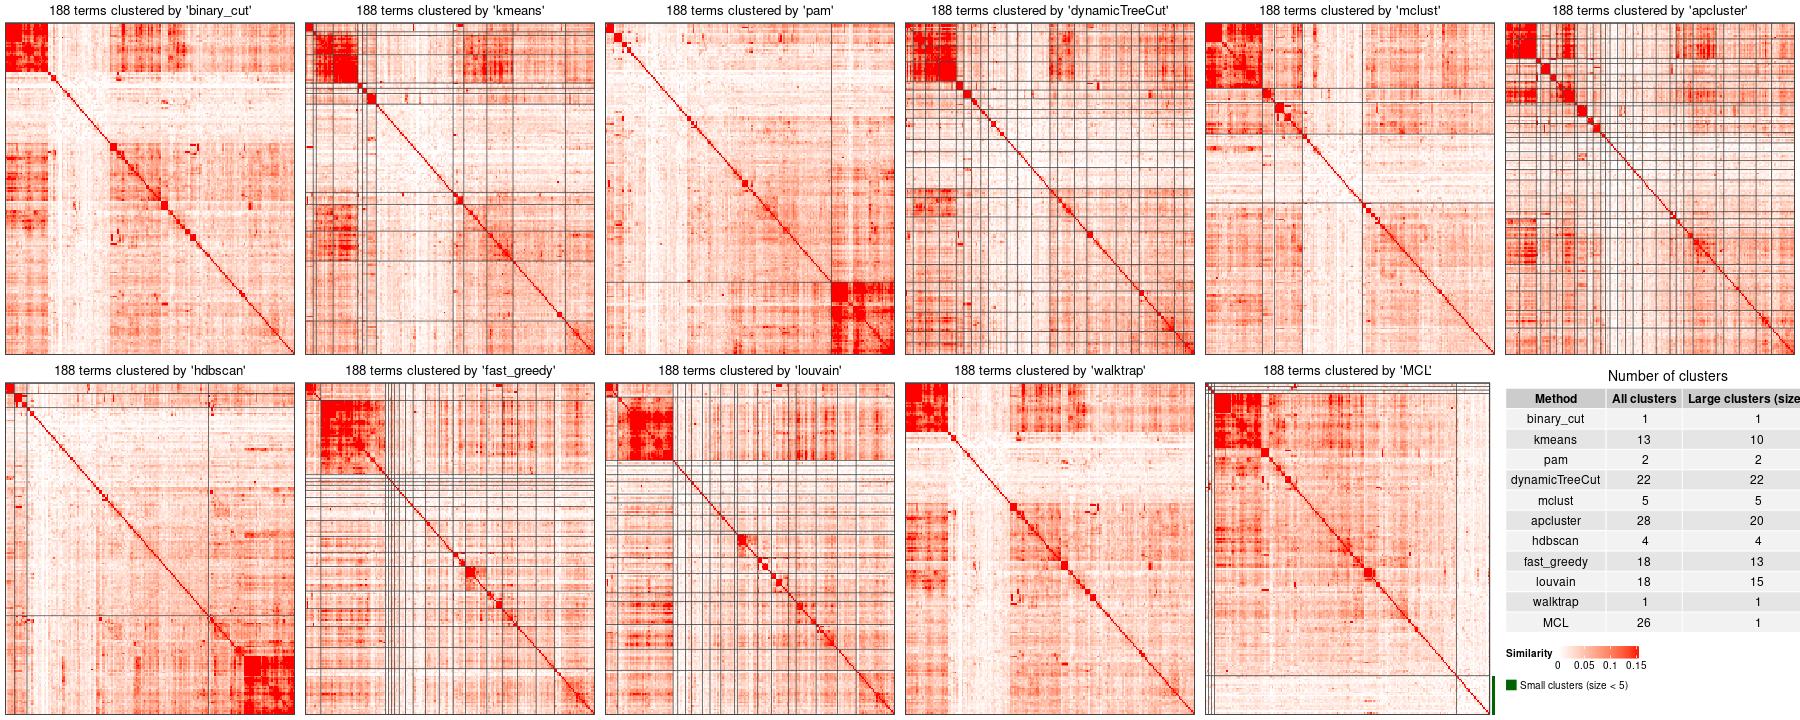 188 terms clustered by 'binary_cut'
188 terms clustered by 'kmeans'
188 terms clustered by 'pam'
188 terms clustered by 'dynamicTreeCut'
188 terms clustered by 'mclust'
188 terms clustered by 'apcluster'
188 terms clustered by 'hdbscan'
188 terms clustered by 'fast_greedy'
188 terms clustered by 'louvain'
188 terms clustered by 'walktrap'
188 terms clustered by 'MCL'
Number of clusters
Method All clusters Large clusters (size
binary_cut 1 1
kmeans 13 10
pam 2 2
dynamicTreeCut 22 22
mclust 5 5
apcluster 28 20
hdbscan 4 4
fast_greedy 18 13
louvain 18 15
walktrap 1 1
MCL 26 1
Similarity
0 0.05 0.1 0.15
Small clusters (size < 5)